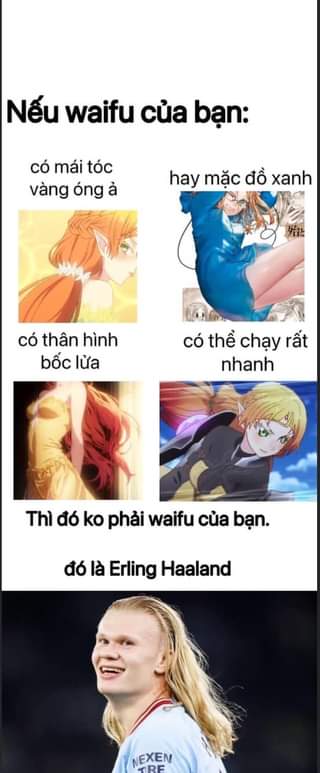 Nếu waifu của bạn:
có mái tóc
vàng óng ả
hay mặc đồ xanh
có thân hình
bốc lửa
có thể chạy rất
nhanh
Thì đó ko phải waifu của bạn.
đó là Erling Haaland
NEXEN
TIRE